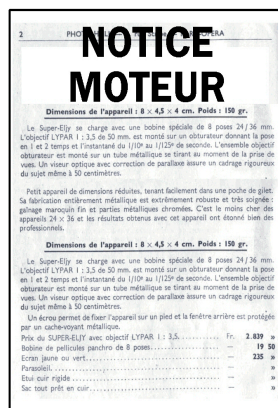 2 PHOT
NOTICE
MOTEUR
Dimensions de l'appareil : 8 × 4,5 × 4 cm. Poids : 150 gr.
Le Super-Eljy se charge avec une bobine spéciale de 8 poses 24/36 mm.
L'objectif LYPAR I : 3,5 de 50 mm. est monté sur un obturateur donnant la pose
en 1 et 2 temps et l'instantané du 1/10º au 1/125º de seconde. L'ensemble objectif
obturateur est monté sur un tube métallique se tirant au moment de la prise de
vues. Un viseur optique avec correction de parallaxe assure un cadrage rigoureux
du sujet même à 50 centimètres.
Petit appareil de dimensions réduites, tenant facilement dans une poche de gilet.
Sa fabrication entièrement métallique est extrêmement robuste et très soignée :
gaînage maroquin fin et parties métalliques chromées. C'est le moins cher des
appareils 24 × 36 et les résultats obtenus avec cet appareil ont étonné bien des
professionnels.
Dimensions de l'appareil : 8 × 4,5 × 4 cm. Poids : 150 gr.
Le Super-Eljy se charge avec une bobine spéciale de 8 poses 24/36 mm.
L'objectif LYPAR I : 3,5 de 50 mm. est monté sur un obturateur donnant la pose
en 1 et 2 temps et l'instantané du 1/10º au 1/125º de seconde. L'ensemble objectif
obturateur est monté sur un tube métallique se tirant au moment de la prise de
vues. Un viseur optique avec correction de parallaxe assure un cadrage rigoureux
du sujet même à 50 centimètres.
Un écrou permet de fixer l'appareil sur un pied et la fenêtre arrière est protégée
par un cache-voyant métallique.
Prix du SUPER-ELJY avec objectif LYPAR I : 3,5........ Fr. 2.839 »
Bobine de pellicules panchro de 8 poses........ — 19 50
Ecran jaune ou vert........ — 235 »
Parasoleil........ — »
Etui cuir rigide........ — »
Sac tout prêt en cuir........ — »